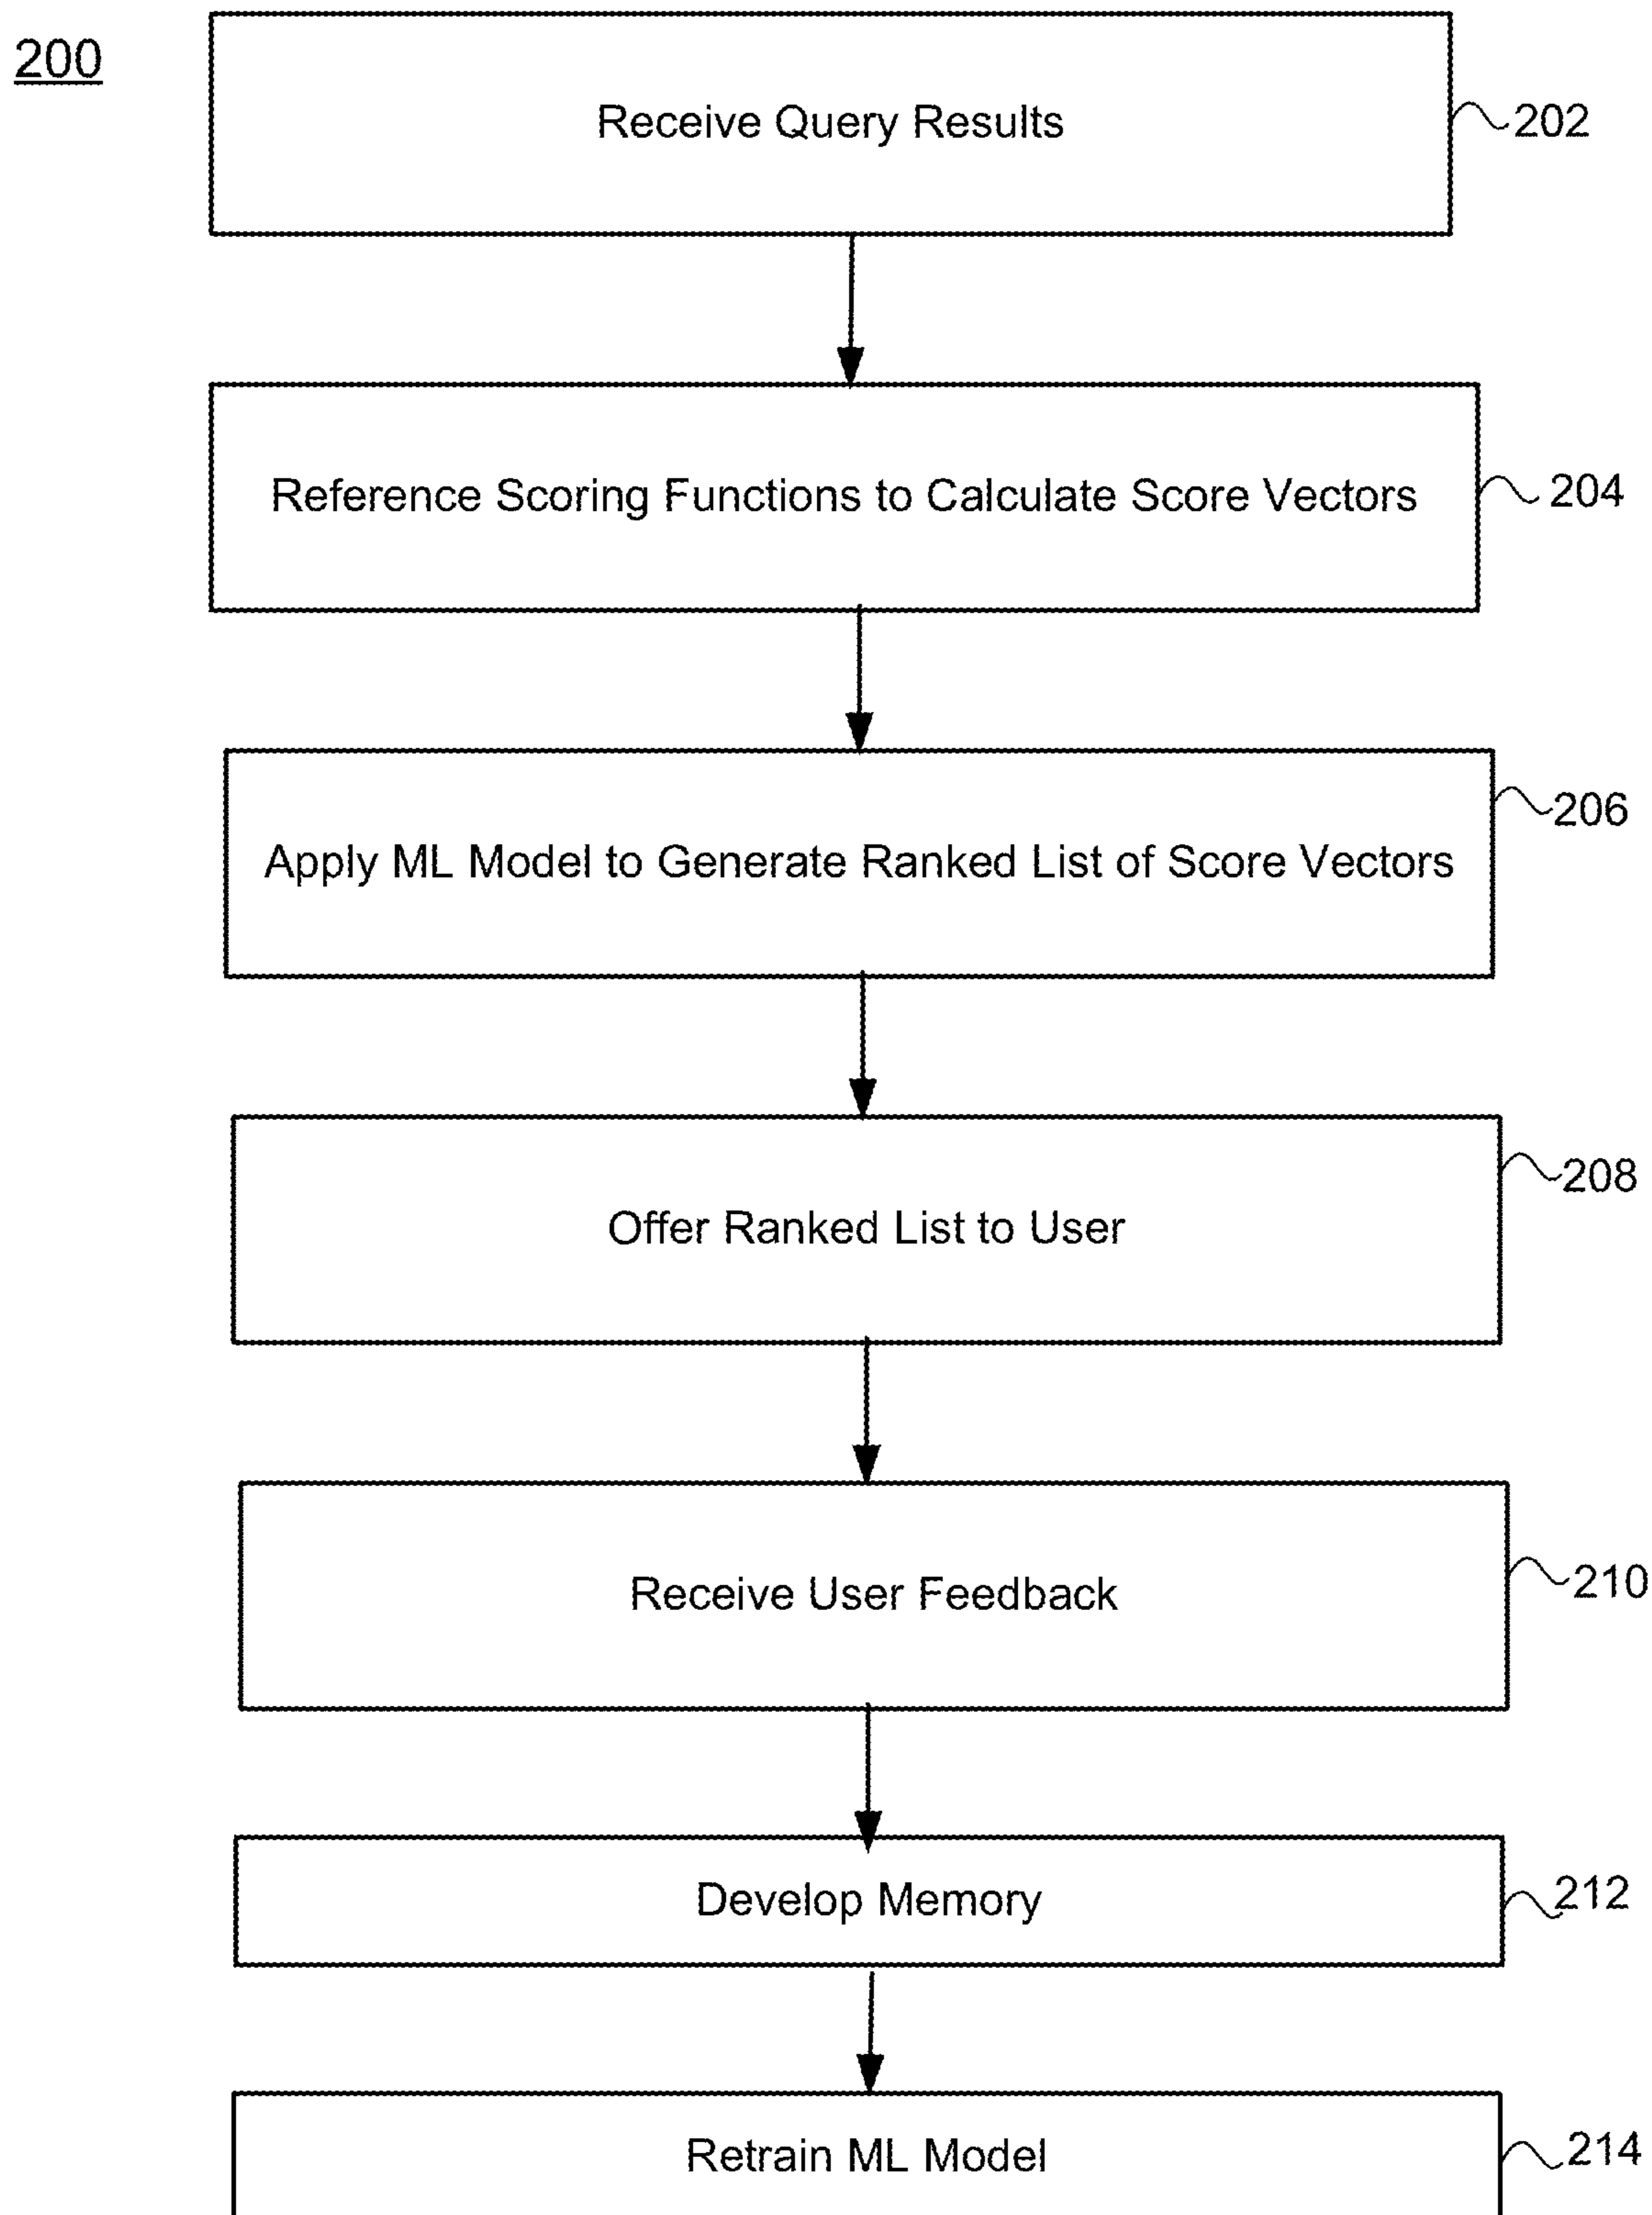 200
Receive Query Results
202
Reference Scoring Functions to Calculate Score Vectors
204
Apply ML Model to Generate Ranked List of Score Vectors
206
Offer Ranked List to User
208
Receive User Feedback
210
Develop Memory
212
Retrain ML Model
214